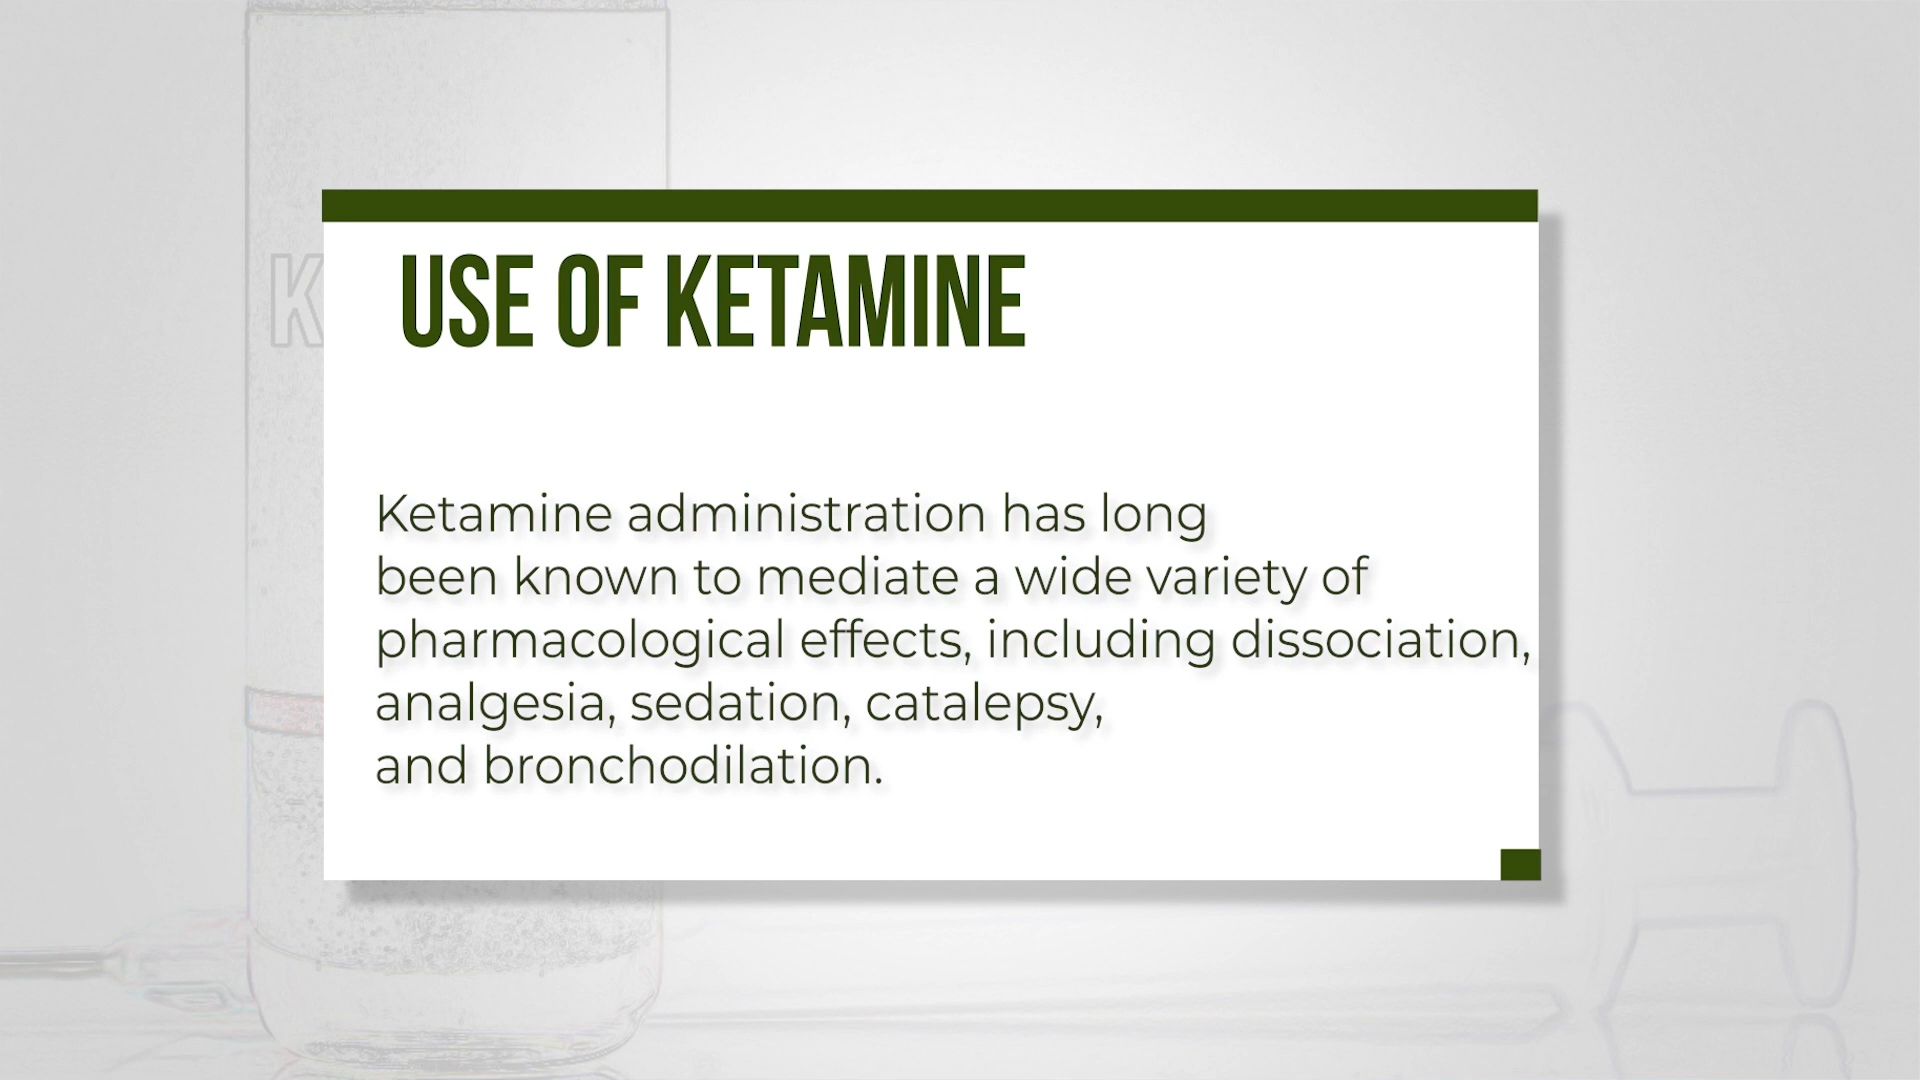 USE OF KETAMINE
Ketamine administration has long
been known to mediate a wide variety of
pharmacological effects, including dissociation,
analgesia, sedation, catalepsy,
and bronchodilation.